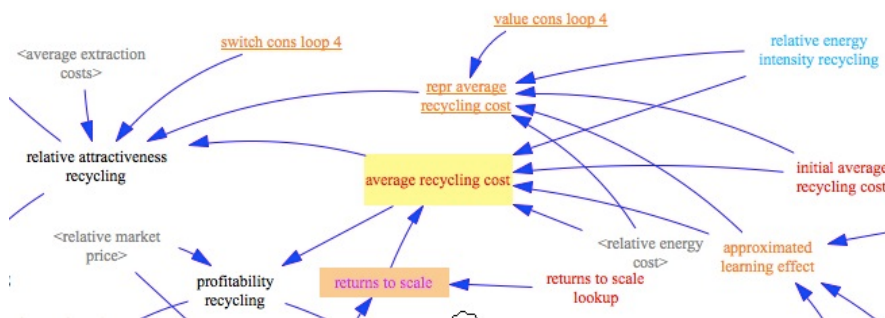 value cons loop 4
switch cons loop 4
<average extraction
costs>
relative energy
intensity recycling
repr average
recycling cost
relative attractiveness
recycling
average recycling cost
initial average
recycling cost
<relative market
price>
<relative energy
cost>
approximated
learning effect
profitability
recycling
returns to scale
returns to scale
lookup